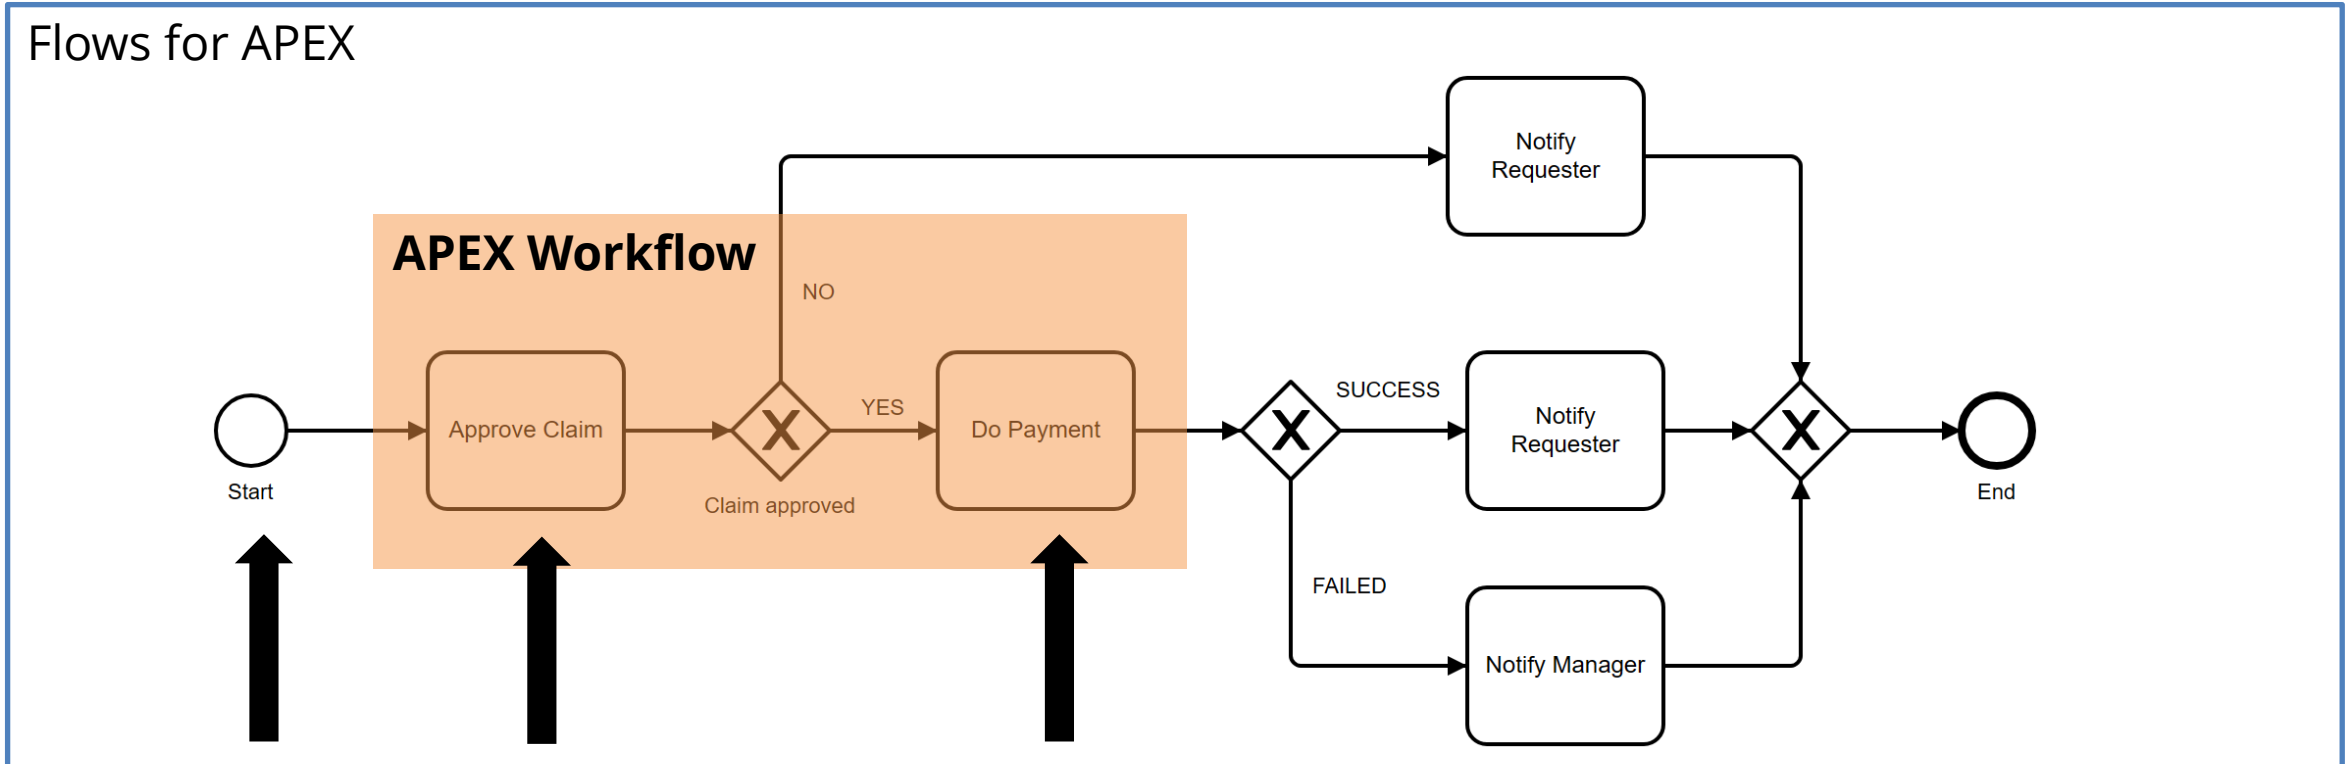 Flows for APEX
Notify
Requester
APEX Workflow
NO
Start
Approve Claim
X
Claim approved
YES
Do Payment
X
SUCCESS
Notify
Requester
X
End
FAILED
Notify Manager